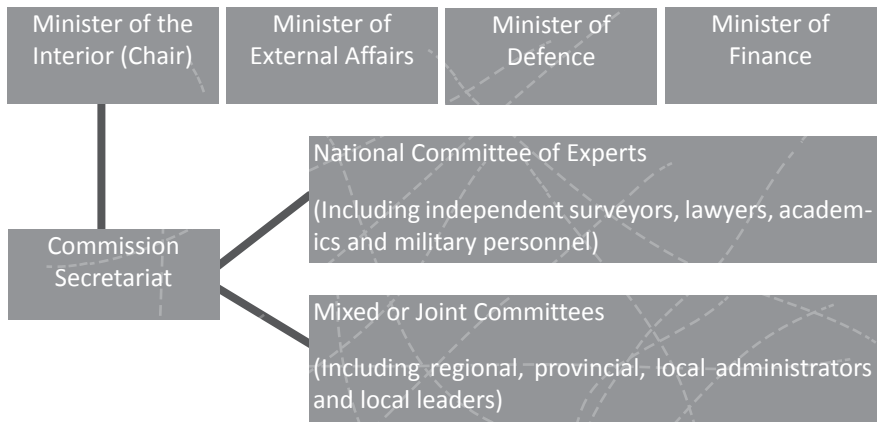 Minister of the
Interior (Chair)
Minister of
External Affairs
Minister of
Defence
Minister of
Finance
National Committee of Experts
(Including independent surveyors, lawyers, academ-
ics and military personnel)
Commission
Secretariat
Mixed or Joint Committees
(Including regional, provincial, local administrators
and local leaders)